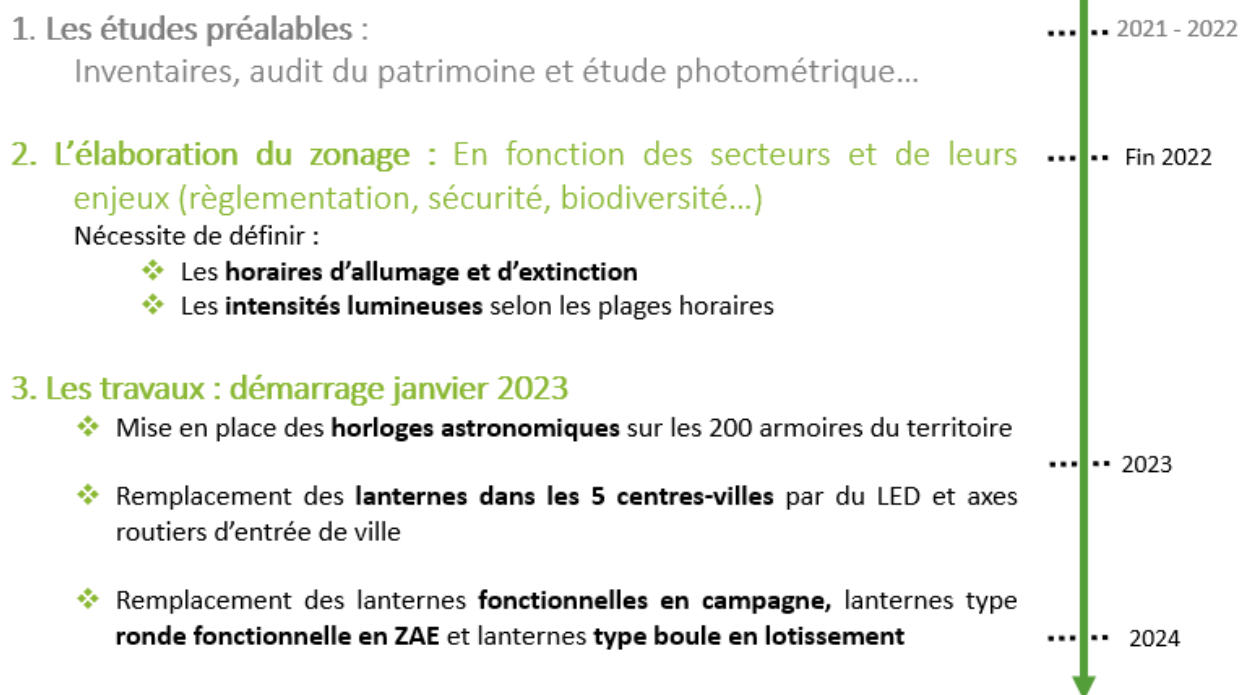 1. Les études préalables :
2021 - 2022
Inventaires, audit du patrimoine et étude photométrique…
2. L’élaboration du zonage : En fonction des secteurs et de leurs
Fin 2022
enjeux (règlementation, sécurité, biodiversité…)
Nécessite de définir :
❖ Les horaires d’allumage et d’extinction
❖ Les intensités lumineuses selon les plages horaires
3. Les travaux : démarrage janvier 2023
❖ Mise en place des horloges astronomiques sur les 200 armoires du territoire
2023
❖ Remplacement des lanternes dans les 5 centres-villes par du LED et axes
routiers d’entrée de ville
❖ Remplacement des lanternes fonctionnelles en campagne, lanternes type
ronde fonctionnelle en ZAE et lanternes type boule en lotissement
2024